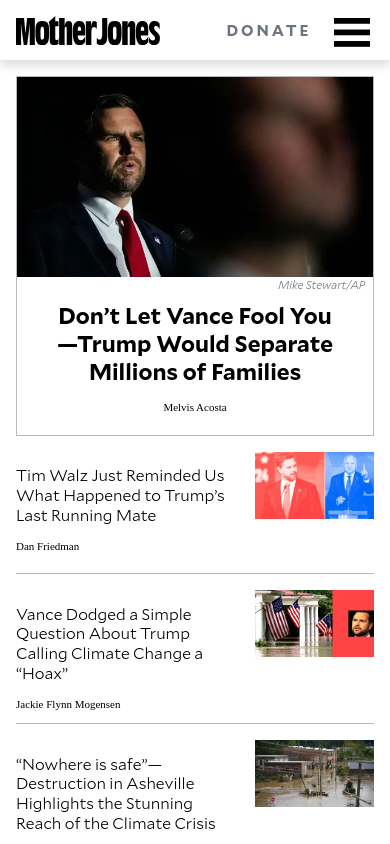 Mother Jones
DONATE
Mike Stewart/AP
Don’t Let Vance Fool You
—Trump Would Separate
Millions of Families
Melvis Acosta
Tim Walz Just Reminded Us
What Happened to Trump’s
Last Running Mate
Dan Friedman
Vance Dodged a Simple
Question About Trump
Calling Climate Change a
“Hoax”
Jackie Flynn Mogensen
“Nowhere is safe”—
Destruction in Asheville
Highlights the Stunning
Reach of the Climate Crisis